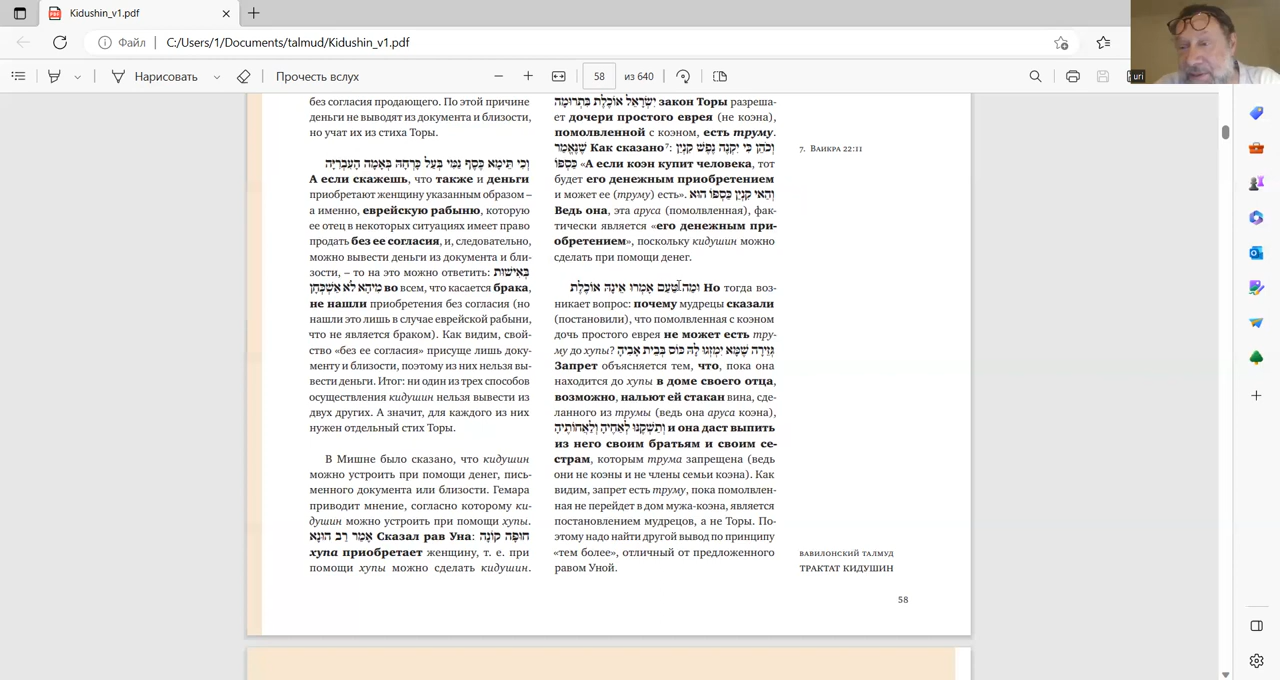 Kidushin_v1.pdf
Файл
C:/Users/1/Documents/talmud/Kidushin_v1.pdf
Нарисовать
Прочесть вслух
58
из 640
uri
без согласия продающего. По этой причине
деньги не выводят из документа и близости,
но учат их из стиха Торы.
וְכִי תֵּימָא כֶּסֶף נָמֵי בְּעַל כָּרְחָהּ בְּאָמָה הָעִבְרִיָּה
А если скажешь, что также и деньги
приобретают женщину указанным образом –
а именно, еврейскую рабыню, которую
ее отец в некоторых ситуациях имеет право
продать без ее согласия, и, следовательно,
можно вывести деньги из документа и бли-
зости, – то на это можно ответить: בְּאִישׁוּת
מִיהָא לָא אַשְׁכְּחַן во всем, что касается брака,
не нашли приобретения без согласия (но
нашли это лишь в случае еврейской рабыни,
что не является браком). Как видим, свой-
ство «без ее согласия» присуще лишь доку-
менту и близости, поэтому из них нельзя вы-
вести деньги. Итог: ни один из трех способов
осуществления кидушин нельзя вывести из
двух других. А значит, для каждого из них
нужен отдельный стих Торы.
В Мишне было сказано, что кидушин
можно устроить при помощи денег, пись-
менного документа или близости. Гемара
приводит мнение, согласно которому ки-
душин можно устроить при помощи хупы.
אָמַר רַב הוּנָא Сказал рав Уна: חוּפָּה קוֹנָה
хупа приобретает женщину, т. е. при
помощи хупы можно сделать кидушин.
יִשְׂרָאֵל אוֹכֶלֶת בִּתְרוּמָה закон Торы разреша-
ет дочери простого еврея (не коэна),
помолвленной с коэном, есть труму.
שֶׁנֶּאֱמַר Как сказано⁷: וְכֹהֵן כִּי יִקְנֶה נֶפֶשׁ קִנְיַן
כַּסְפּוֹ «А если коэн купит человека, тот
будет его денежным приобретением
и может ее (труму) есть». וְהַאי קִנְיַן כַּסְפּוֹ הוּא
Ведь она, эта аруса (помолвленная), фак-
тически является «его денежным при-
обретением», поскольку кидушин можно
сделать при помощи денег.
וּמַה טַּעַם אָמְרוּ אֵינָהּ אוֹכֶלֶת Но тогда воз-
никает вопрос: почему мудрецы сказали
(постановили), что помолвленная с коэном
дочь простого еврея не может есть тру-
му до хупы? גְּזֵירָה שֶׁמָּא יִמְזְגוּ לָהּ כּוֹס בְּבֵית אָבִיהָ
Запрет объясняется тем, что, пока она
находится до хупы в доме своего отца,
возможно, нальют ей стакан вина, сде-
ланного из трумы (ведь она аруса коэна),
וְתַשְׁקֶנּוּ לְאָחִיהָ וְלַאֲחוֹתָהּ и она даст выпить
из него своим братьям и своим се-
страм, которым трума запрещена (ведь
они не коэны и не члены семьи коэна). Как
видим, запрет есть труму, пока помолвлен-
ная не перейдет в дом мужа-коэна, является
постановлением мудрецов, а не Торы. По-
этому надо найти другой вывод по принципу
«тем более», отличный от предложенного
равом Уной.
7. Ваикра 22:11
ВАВИЛОНСКИЙ ТАЛМУД
ТРАКТАТ КИДУШИН
58